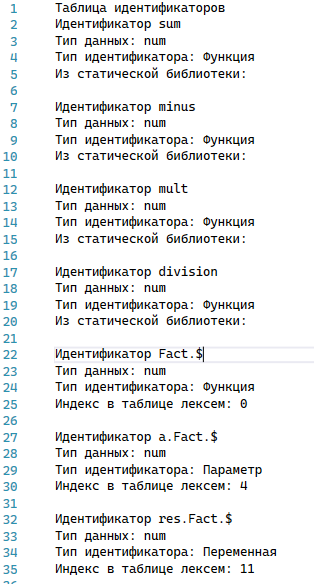 1 Таблица идентификаторов
2 Идентификатор sum
3 Тип данных: num
4 Тип идентификатора: Функция
5 Из статической библиотеки:
6
7 Идентификатор minus
8 Тип данных: num
9 Тип идентификатора: Функция
10 Из статической библиотеки:
11
12 Идентификатор mult
13 Тип данных: num
14 Тип идентификатора: Функция
15 Из статической библиотеки:
16
17 Идентификатор division
18 Тип данных: num
19 Тип идентификатора: Функция
20 Из статической библиотеки:
21
22 Идентификатор Fact.$
23 Тип данных: num
24 Тип идентификатора: Функция
25 Индекс в таблице лексем: 0
26
27 Идентификатор a.Fact.$
28 Тип данных: num
29 Тип идентификатора: Параметр
30 Индекс в таблице лексем: 4
31
32 Идентификатор res.Fact.$
33 Тип данных: num
34 Тип идентификатора: Переменная
35 Индекс в таблице лексем: 11